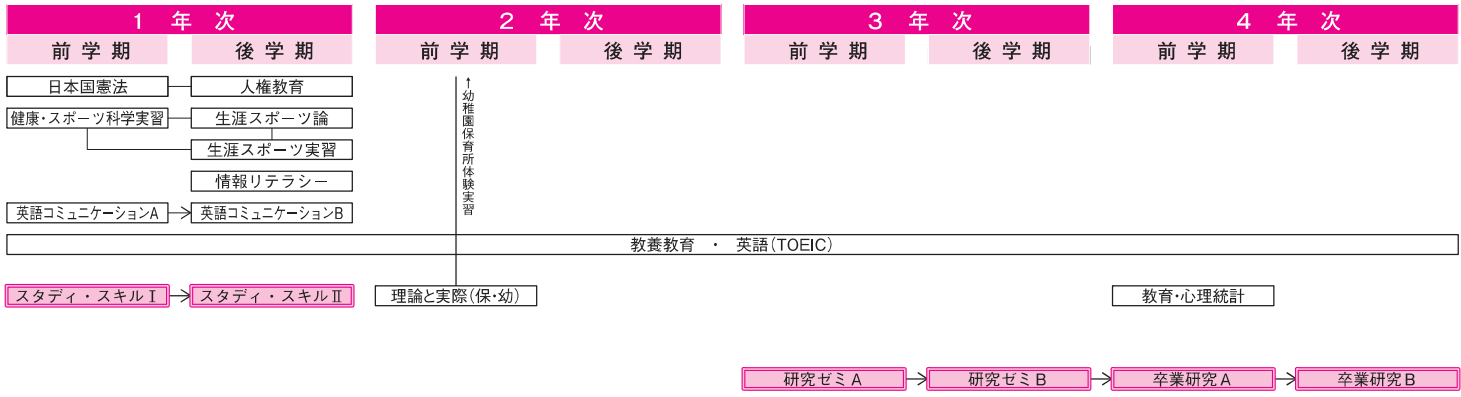 1 年 次
2 年 次
3 年 次
4 年 次
前 学 期
後 学 期
前 学 期
後 学 期
前 学 期
後 学 期
前 学 期
後 学 期
日本国憲法
人権教育
健康・スポーツ科学実習
生涯スポーツ論
生涯スポーツ実習
情報リテラシー
英語コミュニケーションA
英語コミュニケーションB
↑幼稚園保育所体験実習
教養教育 ・ 英語(TOEIC)
スタディ・スキルⅠ
スタディ・スキルⅡ
理論と実際(保・幼)
教育・心理統計
研究ゼミA
研究ゼミB
卒業研究A
卒業研究B